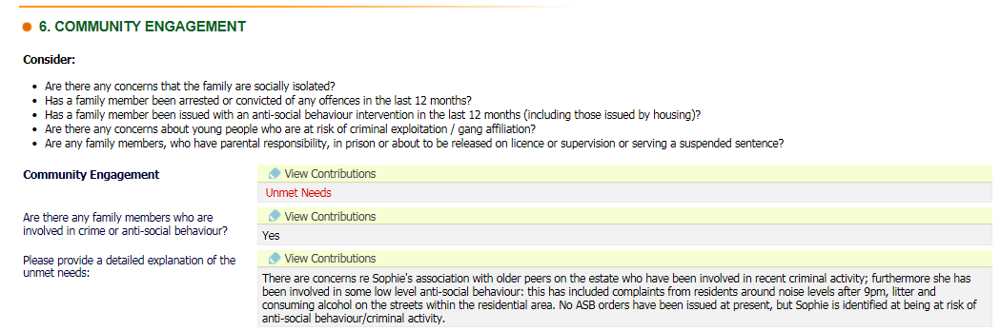 6. COMMUNITY ENGAGEMENT
Consider:
Are there any concerns that the family are socially isolated?
Has a family member been arrested or convicted of any offences in the last 12 months?
Has a family member been issued with an anti-social behaviour intervention in the last 12 months (including those issued by housing)?
Are there any concerns about young people who are at risk of criminal exploitation / gang affiliation?
Are any family members, who have parental responsibility, in prison or about to be released on licence or supervision or serving a suspended sentence?
Community Engagement
View Contributions
Unmet Needs
Are there any family members who are
involved in crime or anti-social behaviour?
View Contributions
Yes
Please provide a detailed explanation of the
unmet needs:
View Contributions
There are concerns re Sophie's association with older peers on the estate who have been involved in recent criminal activity; furthermore she has
been involved in some low level anti-social behaviour: this has included complaints from residents around noise levels after 9pm, litter and
consuming alcohol on the streets within the residential area. No ASB orders have been issued at present, but Sophie is identified at being at risk of
anti-social behaviour/criminal activity.